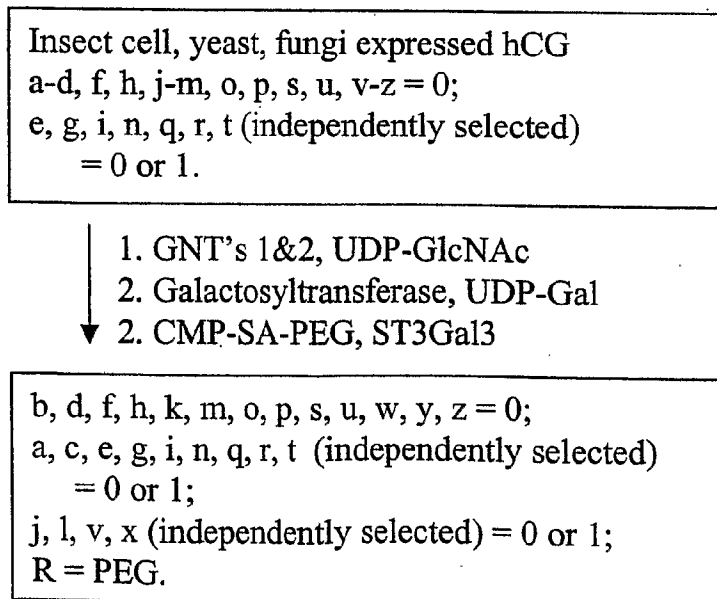 Insect cell, yeast, fungi expressed hCG
a-d, f, h, j-m, o, p, s, u, v-z = 0;
e, g, i, n, q, r, t (independently selected)
= 0 or 1.
1. GNT's 1&2, UDP-GlcNAc
2. Galactosyltransferase, UDP-Gal
2. CMP-SA-PEG, ST3Gal3
b, d, f, h, k, m, o, p, s, u, w, y, z = 0;
a, c, e, g, i, n, q, r, t (independently selected)
= 0 or 1;
j, l, v, x (independently selected) = 0 or 1;
R = PEG.